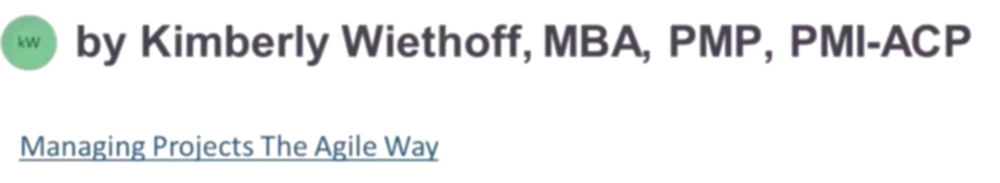 kW by Kimberly Wiethoff, MBA, PMP, PMI-ACP
Managing Projects The Agile Way